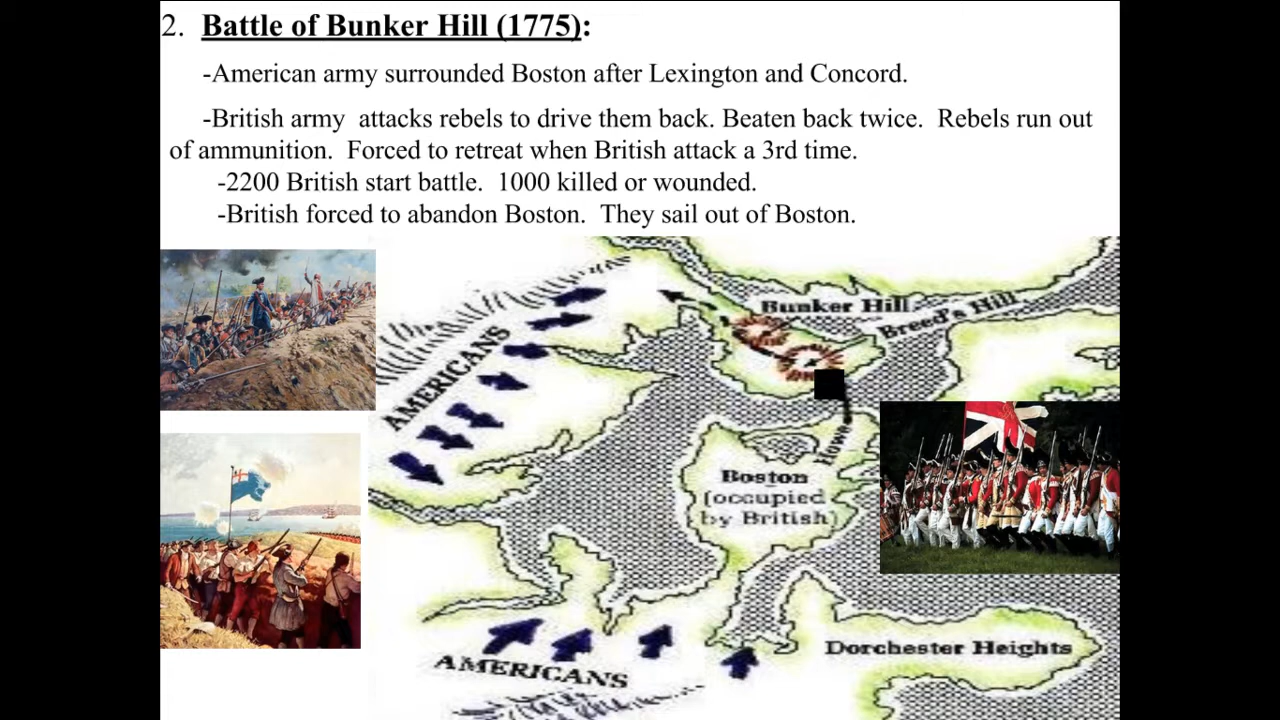 2. Battle of Bunker Hill (1775):
-American army surrounded Boston after Lexington and Concord.
-British army attacks rebels to drive them back. Beaten back twice. Rebels run out
of ammunition. Forced to retreat when British attack a 3rd time.
-2200 British start battle. 1000 killed or wounded.
-British forced to abandon Boston. They sail out of Boston.
Bunker Hill
Breed's Hill
AMERICANS
Howe
Boston
(occupied
by British)
Dorchester Heights
AMERICANS